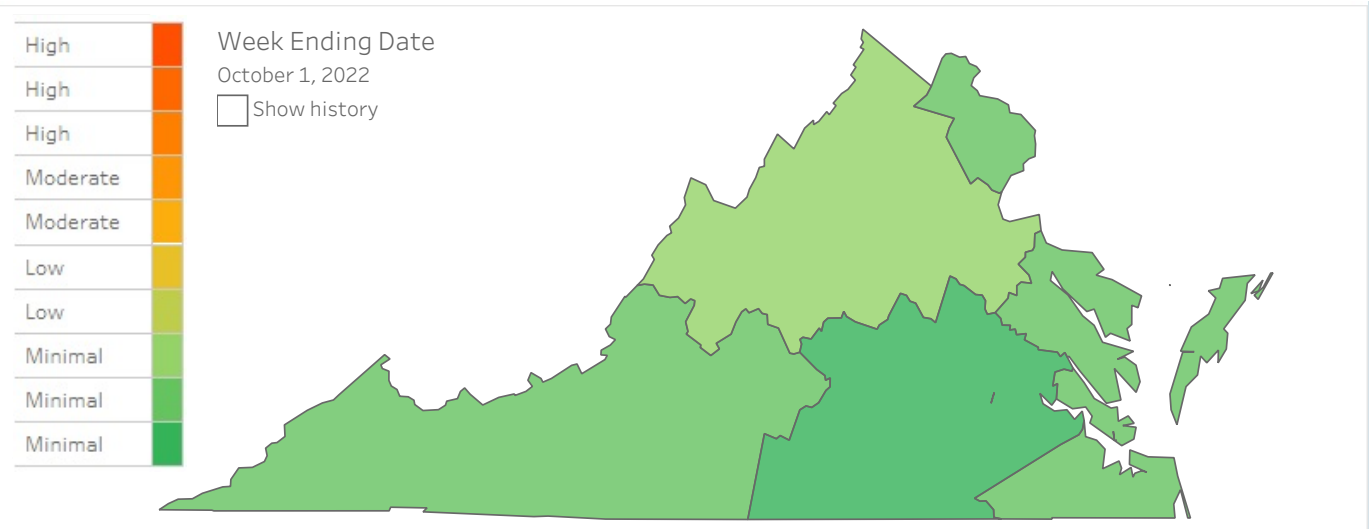 High
High
High
Moderate
Moderate
Low
Low
Minimal
Minimal
Minimal
Week Ending Date
October 1, 2022
Show history